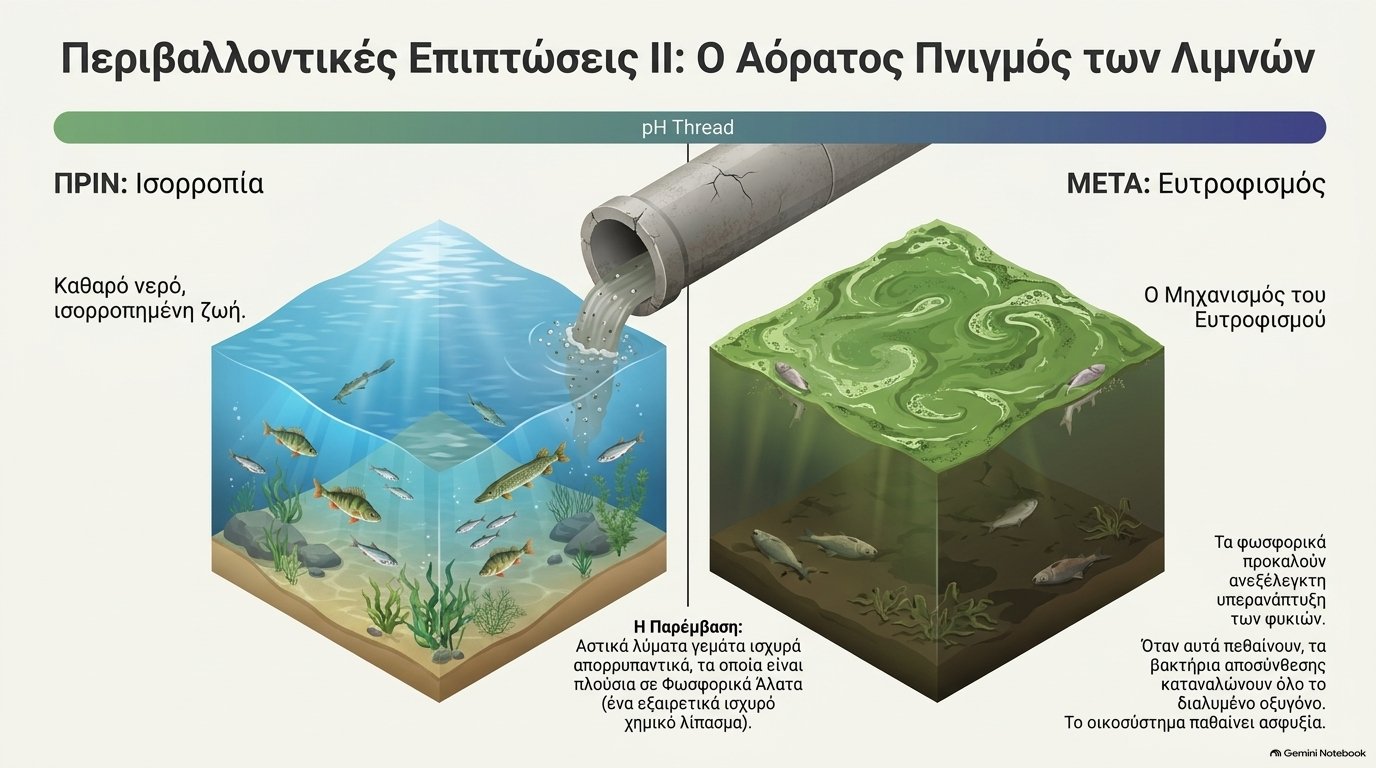 Περιβαλλοντικές Επιπτώσεις II: Ο Αόρατος Πνιγμός των Λιμνών
pH Thread
ΠΡΙΝ: Ισορροπία
Καθαρό νερό,
ισορροπημένη ζωή.
Η Παρέμβαση:
Αστικά λύματα γεμάτα ισχυρά
απορρυπαντικά, τα οποία είναι
πλούσια σε Φωσφορικά Άλατα
(ένα εξαιρετικά ισχυρό
χημικό λίπασμα).
ΜΕΤΑ: Ευτροφισμός
Ο Μηχανισμός του
Ευτροφισμού
Τα φωσφορικά
προκαλούν
ανεξέλεγκτη
υπερανάπτυξη
των φυκιών.
Όταν αυτά πεθαίνουν, τα
βακτήρια αποσύνθεσης
καταναλώνουν όλο το
διαλυμένο οξυγόνο.
Το οικοσύστημα παθαίνει ασφυξία.
Gemini Notebook